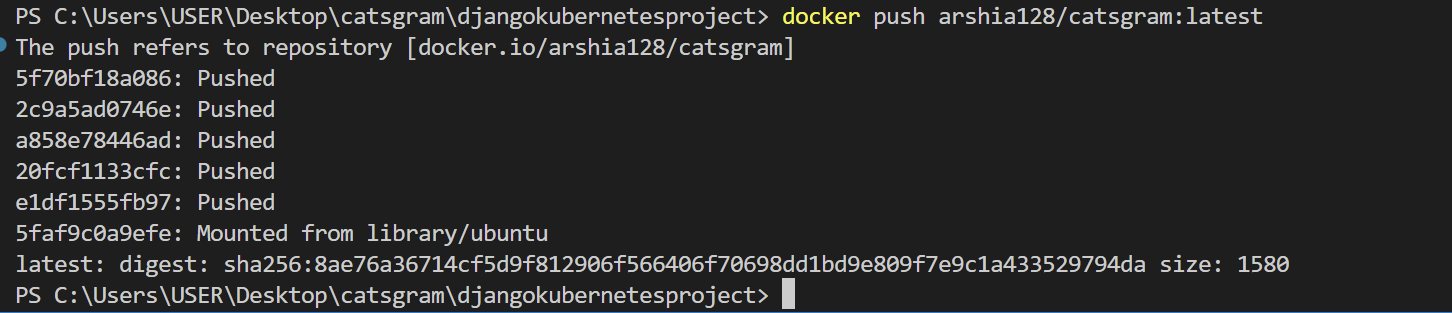 PS C:\Users\USER\Desktop\catsgram\djangokubernetesproject> docker push arshia128/catsgram:latest
The push refers to repository [docker.io/arshia128/catsgram]
5f70bf18a086: Pushed
2c9a5ad0746e: Pushed
a858e78446ad: Pushed
20fcf1133cfc: Pushed
e1df1555fb97: Pushed
5faf9c0a9efe: Mounted from library/ubuntu
latest: digest: sha256:8ae76a36714cf5d9f812906f566406f70698dd1bd9e809f7e9c1a433529794da size: 1580
PS C:\Users\USER\Desktop\catsgram\djangokubernetesproject>